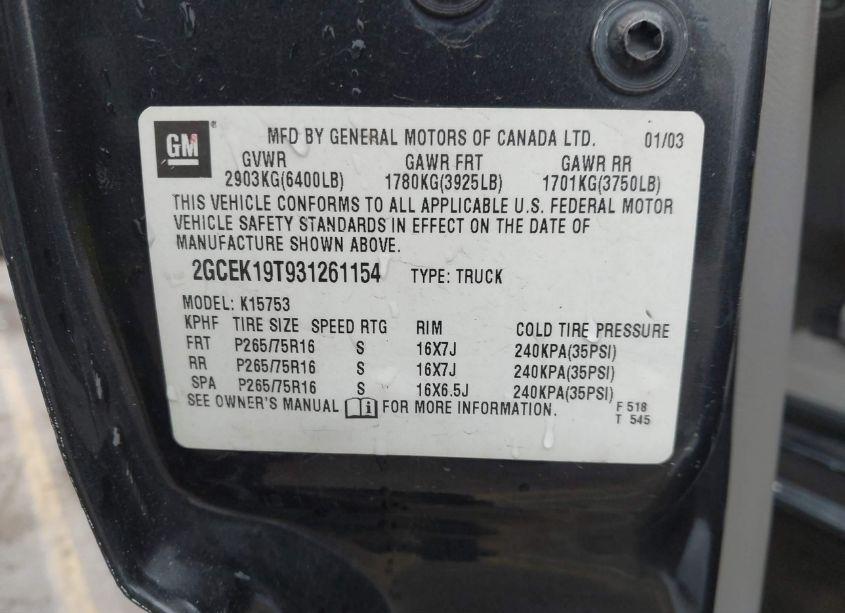 GM ® MFD BY GENERAL MOTORS OF CANADA LTD. 01/03
GVWR GAWR FRT GAWR RR
2903KG(6400LB) 1780KG(3925LB) 1701KG(3750LB)
THIS VEHICLE CONFORMS TO ALL APPLICABLE U.S. FEDERAL MOTOR
VEHICLE SAFETY STANDARDS IN EFFECT ON THE DATE OF
MANUFACTURE SHOWN ABOVE.
2GCEK19T931261154 TYPE: TRUCK
MODEL: K15753
KPHF TIRE SIZE SPEED RTG RIM COLD TIRE PRESSURE
FRT P265/75R16 S 16X7J 240KPA(35PSI)
RR P265/75R16 S 16X7J 240KPA(35PSI)
SPA P265/75R16 S 16X6.5J 240KPA(35PSI)
SEE OWNER'S MANUAL i FOR MORE INFORMATION. F 518
T 545